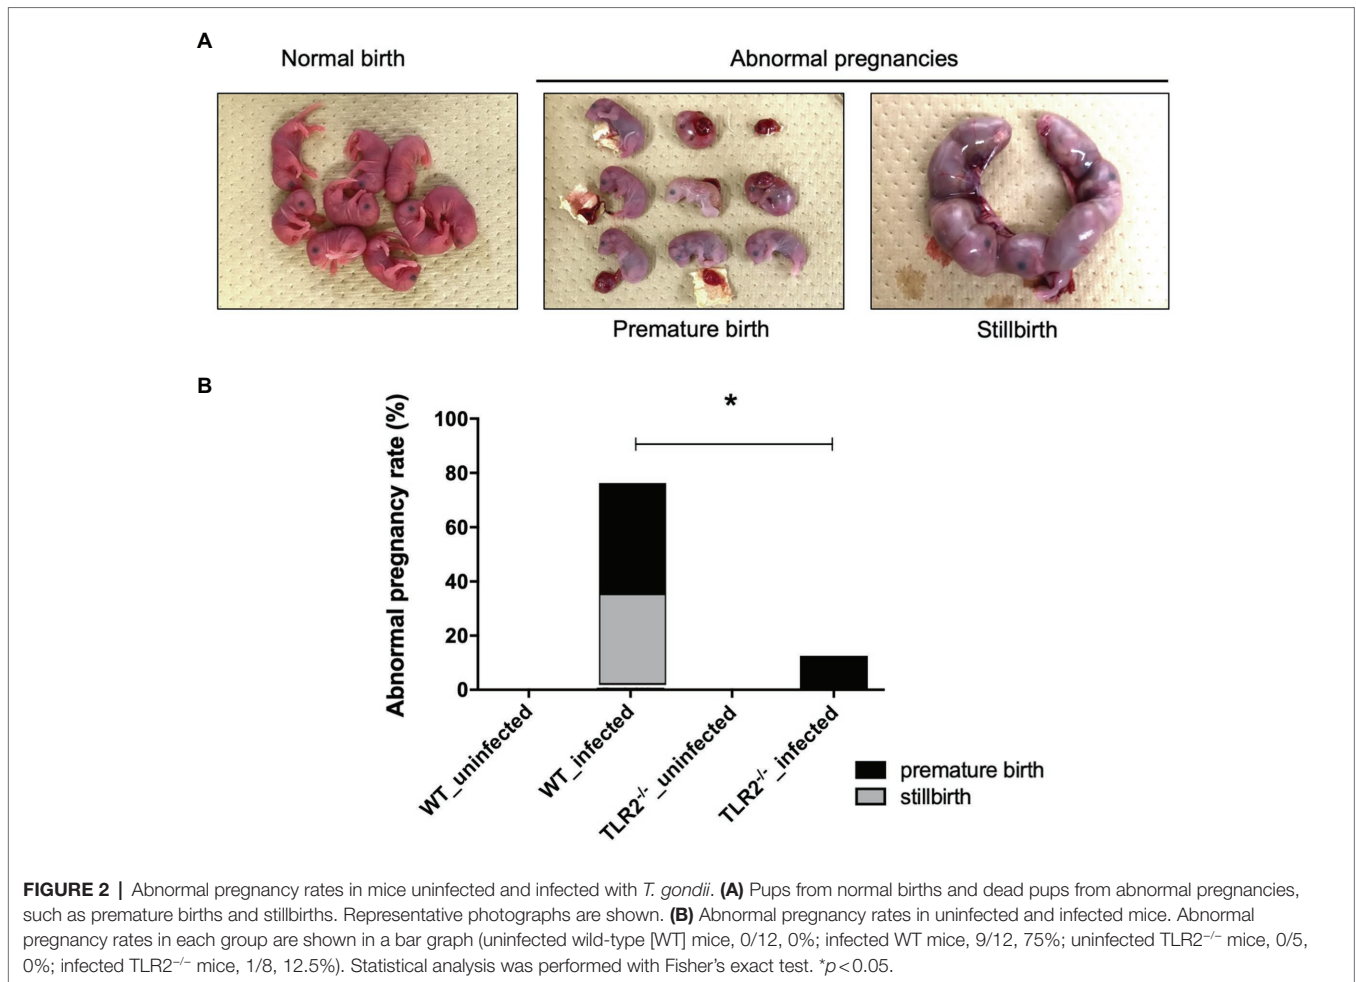 A
Normal birth
Abnormal pregnancies
Premature birth
Stillbirth
B
Abnormal pregnancy rate (%)
*
100
80
60
40
20
0
WT_uninfected
WT_infected
TLR2⁻/⁻_uninfected
TLR2⁻/⁻_infected
premature birth
stillbirth
FIGURE 2 | Abnormal pregnancy rates in mice uninfected and infected with T. gondii. (A) Pups from normal births and dead pups from abnormal pregnancies,
such as premature births and stillbirths. Representative photographs are shown. (B) Abnormal pregnancy rates in uninfected and infected mice. Abnormal
pregnancy rates in each group are shown in a bar graph (uninfected wild-type [WT] mice, 0/12, 0%; infected WT mice, 9/12, 75%; uninfected TLR2⁻/⁻ mice, 0/5,
0%; infected TLR2⁻/⁻ mice, 1/8, 12.5%). Statistical analysis was performed with Fisher’s exact test. *p<0.05.